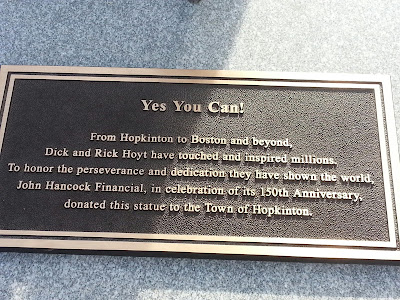 Yes You Can!
From Hopkinton to Boston and beyond,
Dick and Rick Hoyt have touched and inspired millions.
To honor the perseverance and dedication they have shown the world,
John Hancock Financial, in celebration of its 150th Anniversary,
donated this statue to the Town of Hopkinton.